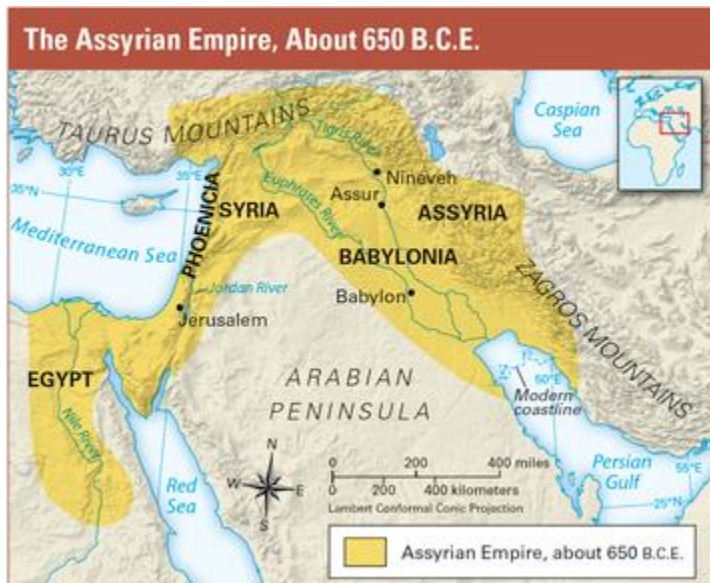 The Assyrian Empire, About 650 B.C.E.
TAURUS MOUNTAINS
Caspian
Sea
30°E
35°E
35°N
Tigris River
Nineveh
Euphrates River
Assur
SYRIA
ASSYRIA
PHOENICIA
Mediterranean Sea
BABYLONIA
Babylon
ZAGROS MOUNTAINS
Jordan River
Jerusalem
EGYPT
Nile River
ARABIAN
PENINSULA
50°E
Modern
coastline
Red
Sea
N
W
E
S
0 200 400 miles
0 200 400 kilometers
Lambert Conformal Conic Projection
Persian
Gulf
55°E
25°N
Assyrian Empire, about 650 B.C.E.